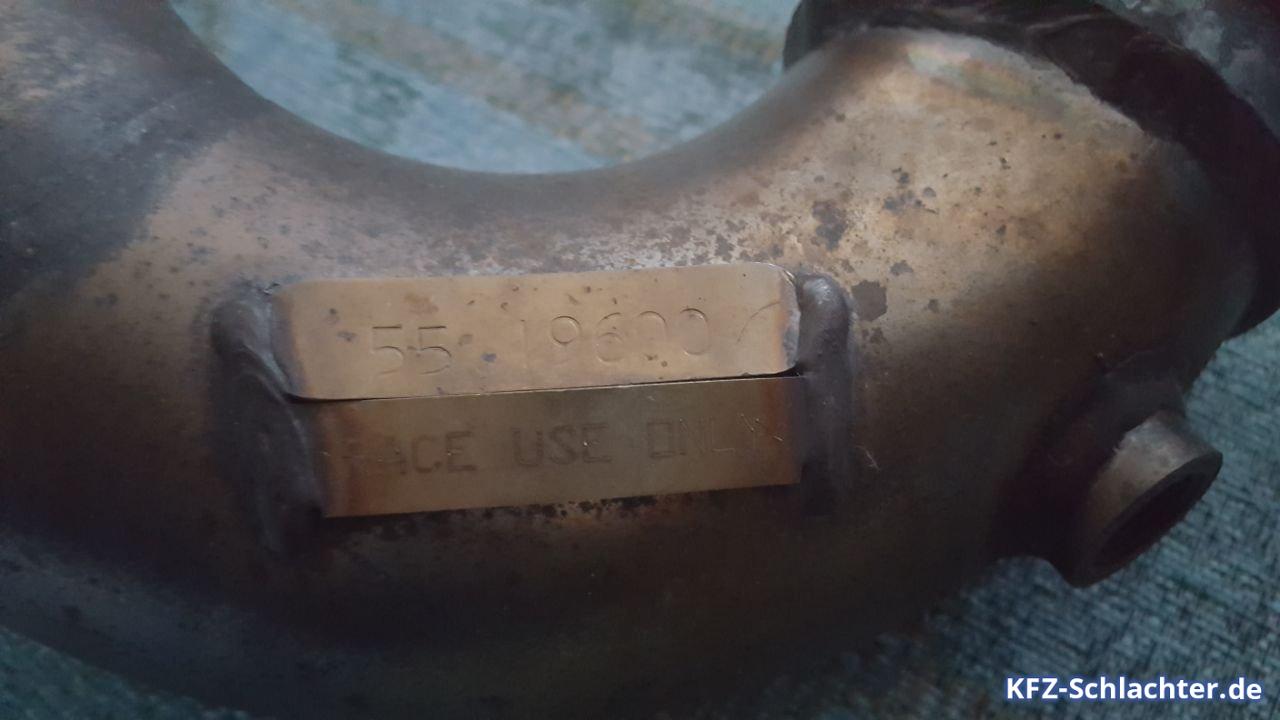 55.19600/
RACE USE ONLY
KFZ-Schlachter.de